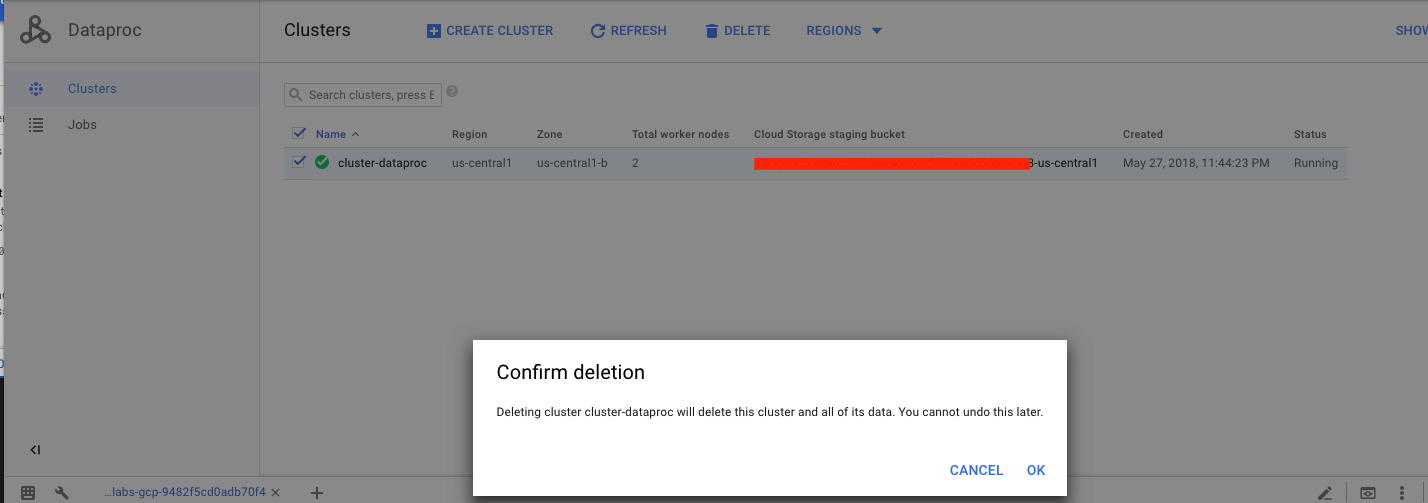 Dataproc
Clusters
CREATE CLUSTER
REFRESH
DELETE
REGIONS
Clusters
Search clusters, press E
Jobs
Name Region Zone Total worker nodes Cloud Storage staging bucket Created Status
cluster-dataproc us-central1 us-central1-b 2 -us-central1 May 27, 2018, 11:44:23 PM Running
Confirm deletion
Deleting cluster cluster-dataproc will delete this cluster and all of its data. You cannot undo this later.
CANCEL OK
...labs-gcp-9482f5cd0adb70f4